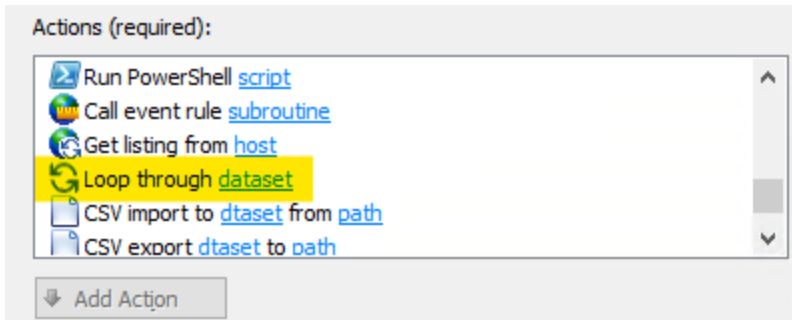 Actions (required):
Run PowerShell script
Call event rule subroutine
Get listing from host
Loop through dataset
CSV import to dtaset from path
CSV export dtaset to path
Add Action